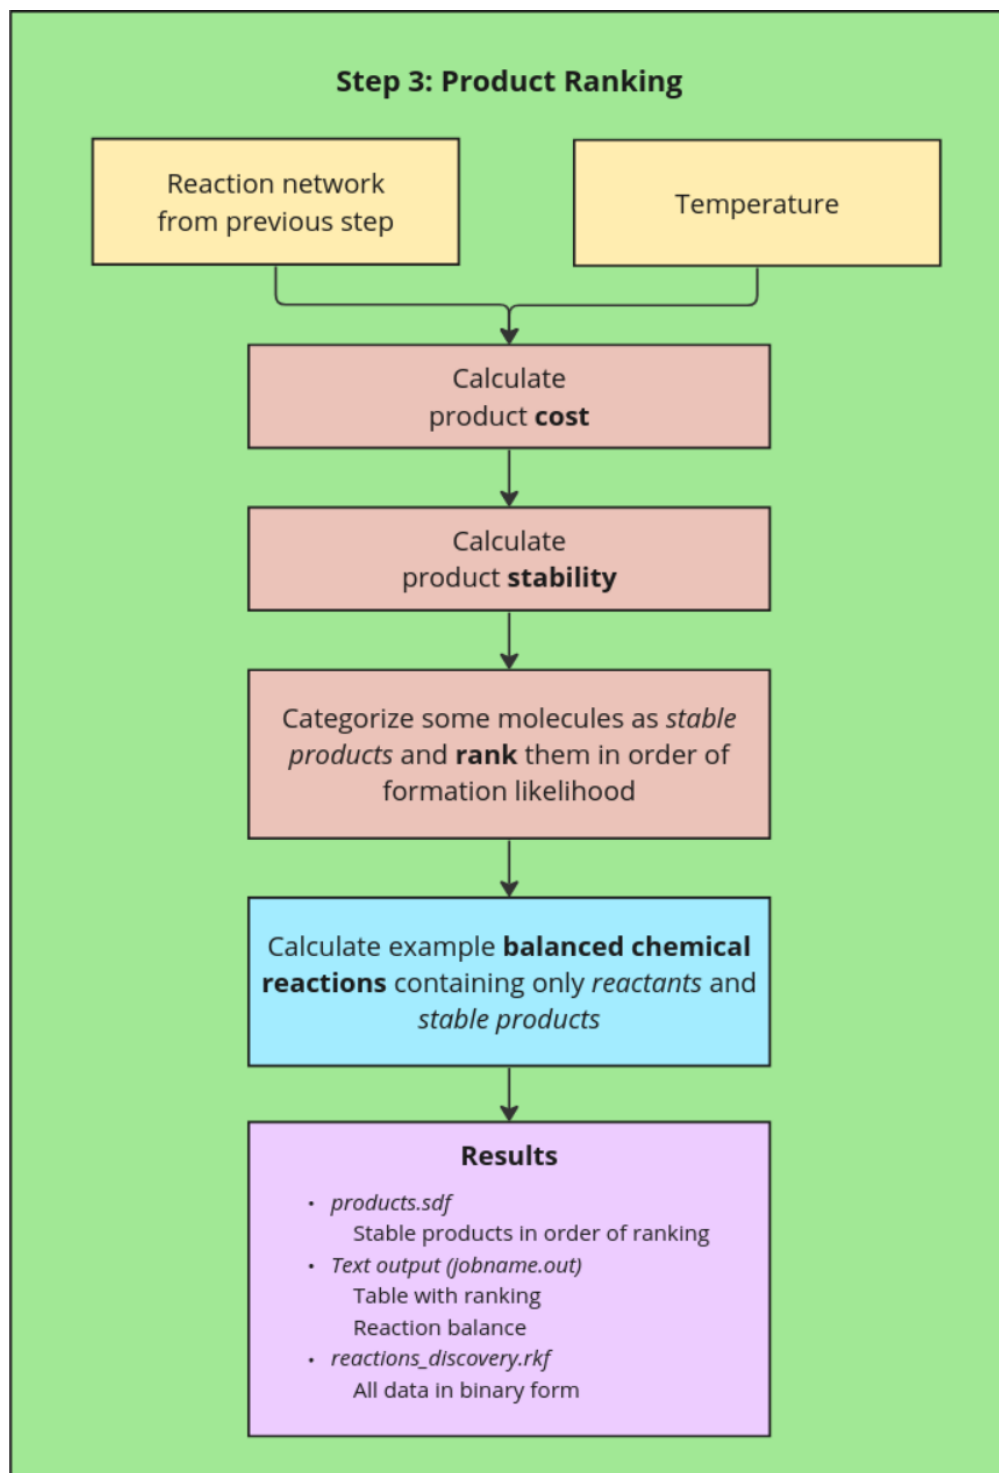 Step 3: Product Ranking
Reaction network
from previous step
Temperature
Calculate
product cost
Calculate
product stability
Categorize some molecules as stable
products and rank them in order of
formation likelihood
Calculate example balanced chemical
reactions containing only reactants and
stable products
Results
• products.sdf
Stable products in order of ranking
• Text output (jobname.out)
Table with ranking
Reaction balance
• reactions_discovery.rkf
All data in binary form